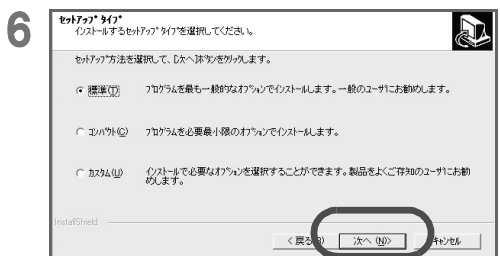 6
セットアップ タイプ
インストールするセットアップ タイプを選択してください。
セットアップ方法を選択して、[次へ]ボタンをクリックします。
標準(T)
プログラムを最も一般的なオプションでインストールします。一般のユーザにお勧めします。
コンパクト(C)
プログラムを必要最小限のオプションでインストールします。
カスタム(U)
インストールで必要なオプションを選択することができます。製品をよくご存知のユーザにお勧
めします。
InstallShield
< 戻る(B)
次へ (N)>
キャンセル